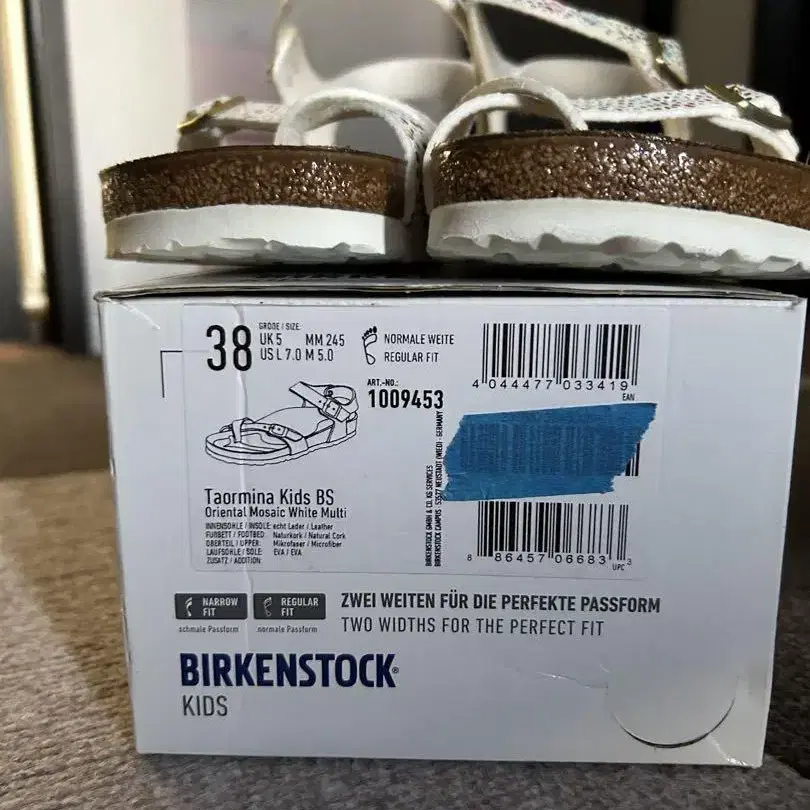 38
GRÖßE / SIZE
UK 5 MM 245
US L 7.0 M 5.0
NORMALE WEITE
REGULAR FIT
ART.-NO.:
1009453
4 044477 033419
EAN
BIRKENSTOCK GMBH & CO. KG SERVICES
BIRKENSTOCK CAMPUS · 53577 NEUSTADT (WIED) · GERMANY
Taormina Kids BS
Oriental Mosaic White Multi
INNENSOHLE / INSOLE: echt Leder / Leather
FUßBETT / FOOTBED: Naturkork / Natural Cork
OBERTEIL / UPPER: Mikrofaser / Microfiber
LAUFSOHLE / SOLE: EVA / EVA
ZUSATZ / ADDITION:
8 86457 06683 3
UPC
NARROW FIT
schmale Passform
REGULAR FIT
normale Passform
ZWEI WEITEN FÜR DIE PERFEKTE PASSFORM
TWO WIDTHS FOR THE PERFECT FIT
BIRKENSTOCK®
KIDS